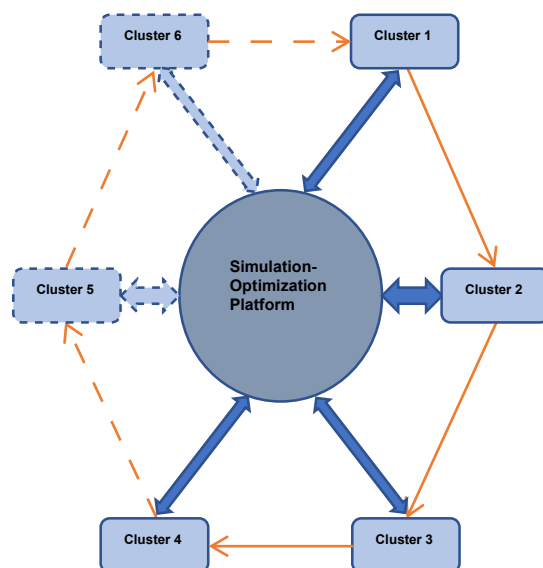 Cluster 6
Cluster 1
Simulation-
Optimization
Platform
Cluster 5
Cluster 2
Cluster 4
Cluster 3